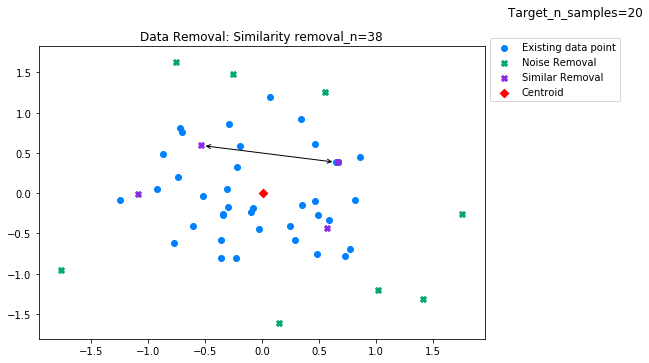 Target_n_samples=20
Data Removal: Similarity removal_n=38
Existing data point
Noise Removal
Similar Removal
Centroid
1.5
1.0
0.5
0.0
−0.5
−1.0
−1.5
−1.5 −1.0 −0.5 0.0 0.5 1.0 1.5